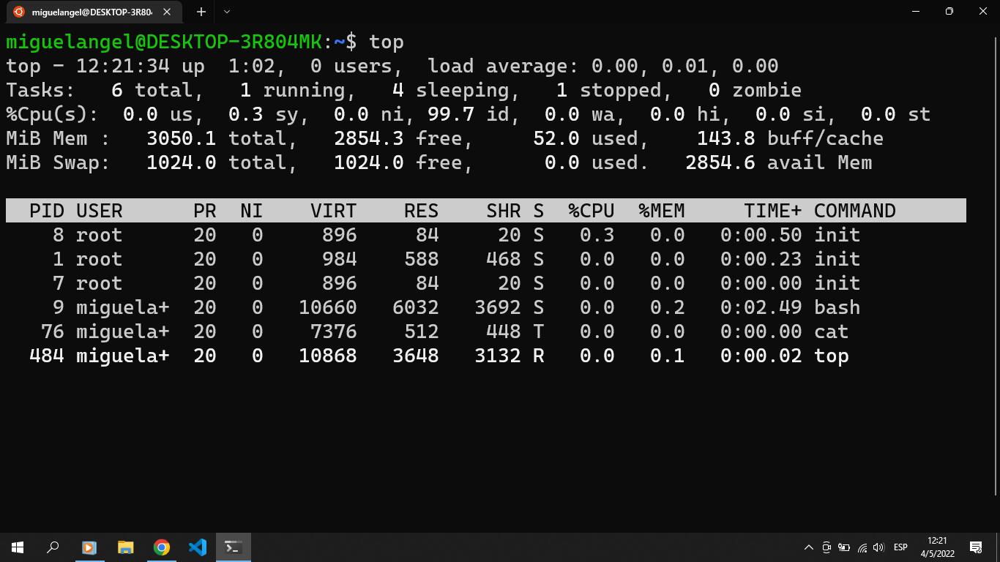 miguelangel@DESKTOP-3R804
miguelangel@DESKTOP-3R804MK:~$ top
top - 12:21:34 up  1:02,  0 users,  load average: 0.00, 0.01, 0.00
Tasks:   6 total,   1 running,   4 sleeping,   1 stopped,   0 zombie
%Cpu(s):  0.0 us,  0.3 sy,  0.0 ni, 99.7 id,  0.0 wa,  0.0 hi,  0.0 si,  0.0 st
MiB Mem :   3050.1 total,   2854.3 free,     52.0 used,    143.8 buff/cache
MiB Swap:   1024.0 total,   1024.0 free,      0.0 used.   2854.6 avail Mem
  PID USER      PR  NI    VIRT    RES    SHR S  %CPU  %MEM     TIME+ COMMAND
    8 root      20   0     896     84     20 S   0.3   0.0   0:00.50 init
    1 root      20   0     984    588    468 S   0.0   0.0   0:00.23 init
    7 root      20   0     896     84     20 S   0.0   0.0   0:00.00 init
    9 miguela+  20   0   10660   6032   3692 S   0.0   0.2   0:02.49 bash
   76 miguela+  20   0    7376    512    448 T   0.0   0.0   0:00.00 cat
  484 miguela+  20   0   10868   3648   3132 R   0.0   0.1   0:00.02 top
ESP
12:21
4/5/2022